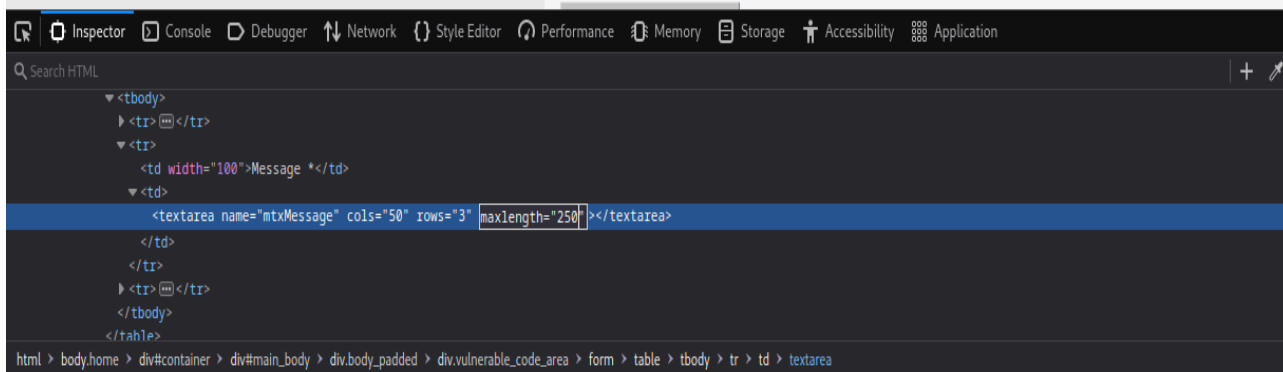 Inspector Console Debugger Network {} Style Editor Performance Memory Storage Accessibility Application
Search HTML
<tbody>
<tr></tr>
<tr>
<td width="100">Message *</td>
<td>
<textarea name="mtxMessage" cols="50" rows="3" maxlength="250"></textarea>
</td>
</tr>
<tr></tr>
</tbody>
</table>
html > body.home > div#container > div#main_body > div.body_padded > div.vulnerable_code_area > form > table > tbody > tr > td > textarea